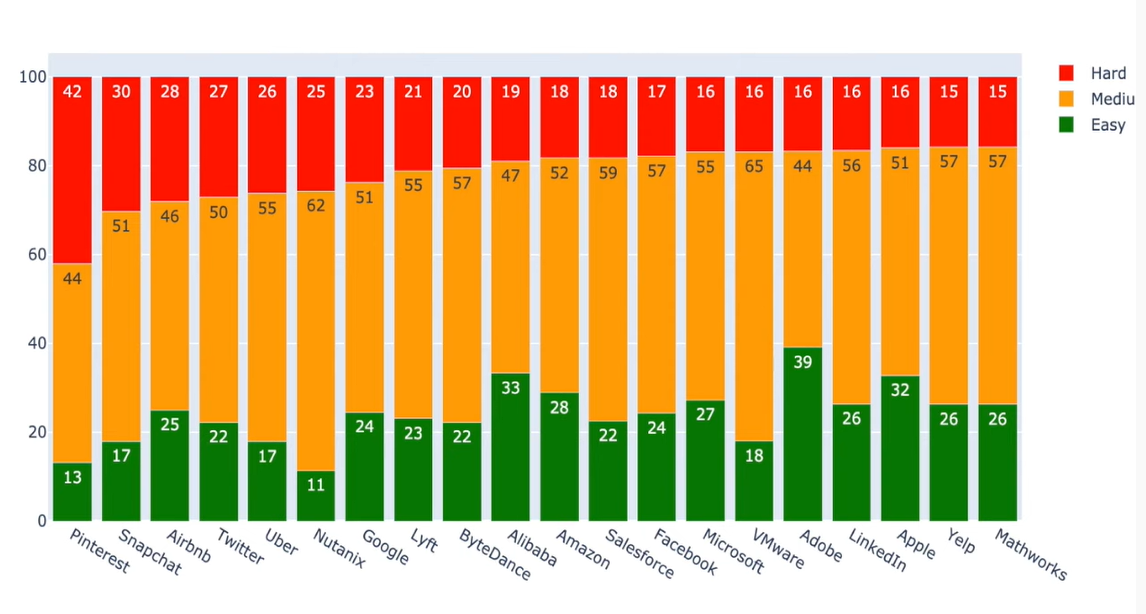 100
80
60
40
20
0
42 30 28 27 26 25 23 21 20 19 18 18 17 16 16 16 16 16 15 15
44 51 46 50 55 62 51 55 57 47 52 59 57 55 65 44 56 51 57 57
13 17 25 22 17 11 24 23 22 33 28 22 24 27 18 39 26 32 26 26
Pinterest
Snapchat
Airbnb
Twitter
Uber
Nutanix
Google
Lyft
ByteDance
Alibaba
Amazon
Salesforce
Facebook
Microsoft
VMware
Adobe
LinkedIn
Apple
Yelp
Mathworks
Hard
Mediu
Easy